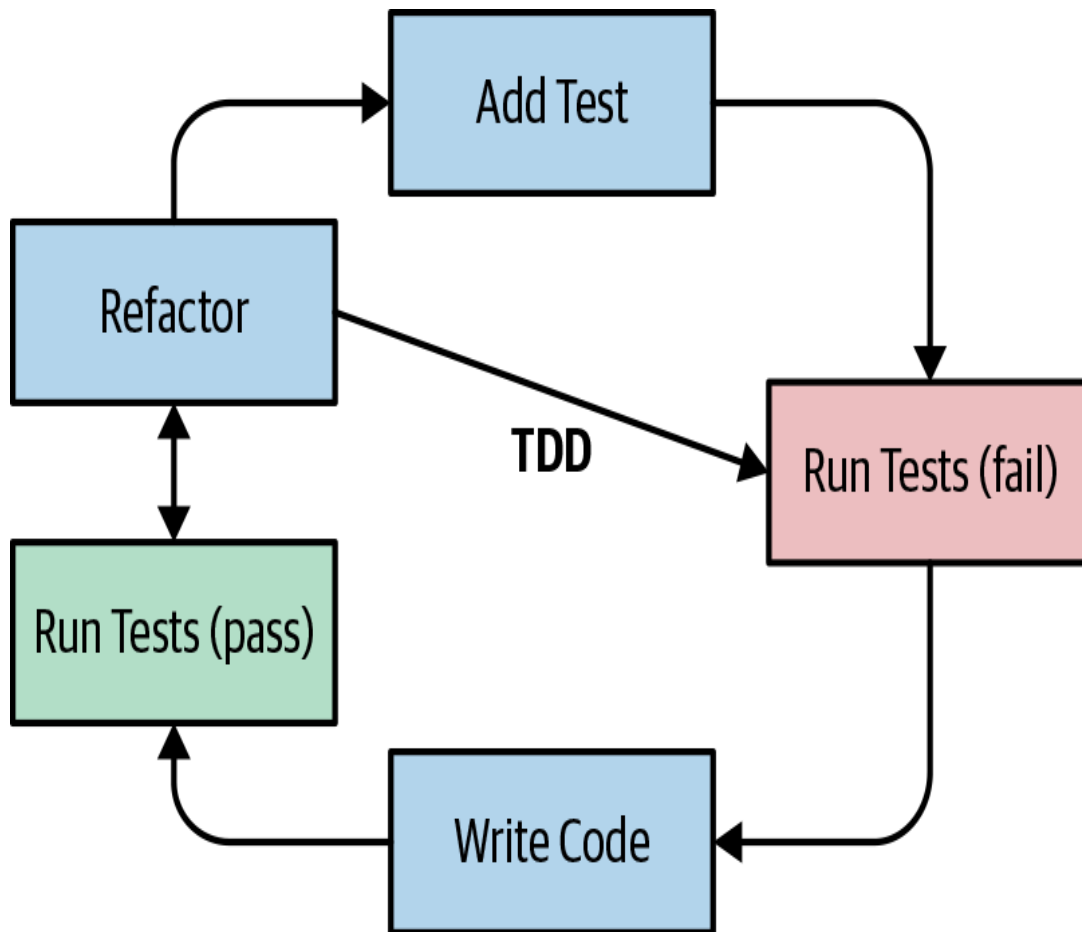 Add Test
Refactor
TDD
Run Tests (fail)
Run Tests (pass)
Write Code